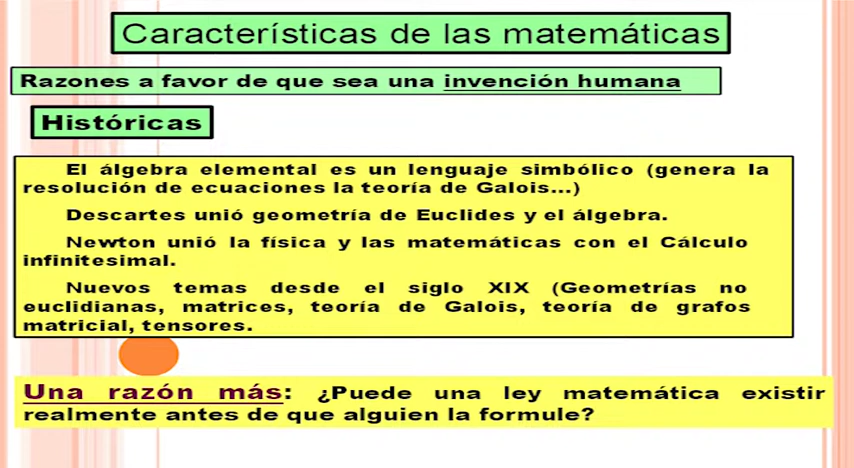 Características de las matemáticas
Razones a favor de que sea una invención humana
Históricas
El álgebra elemental es un lenguaje simbólico (genera la
resolución de ecuaciones la teoría de Galois...)
Descartes unió geometría de Euclides y el álgebra.
Newton unió la física y las matemáticas con el Cálculo
infinitesimal.
Nuevos temas desde el siglo XIX (Geometrías no
euclidianas, matrices, teoría de Galois, teoría de grafos
matricial, tensores.
Una razón más: ¿Puede una ley matemática existir
realmente antes de que alguien la formule?